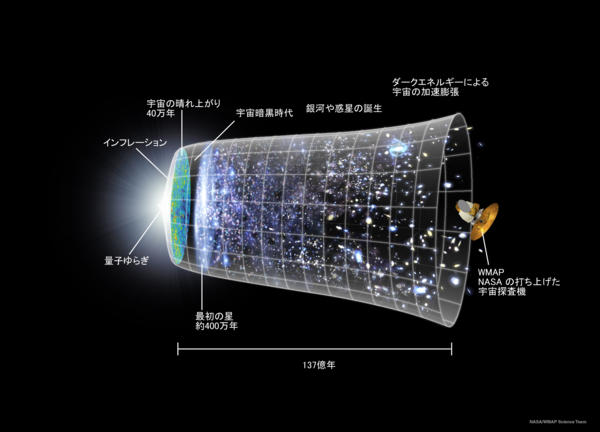 ダークエネルギーによる
宇宙の加速膨張
宇宙の晴れ上がり
40万年
宇宙暗黒時代
銀河や惑星の誕生
インフレーション
量子ゆらぎ
WMAP
NASA の打ち上げた
宇宙探査機
最初の星
約400万年
137億年
NASA/WMAP Science Team